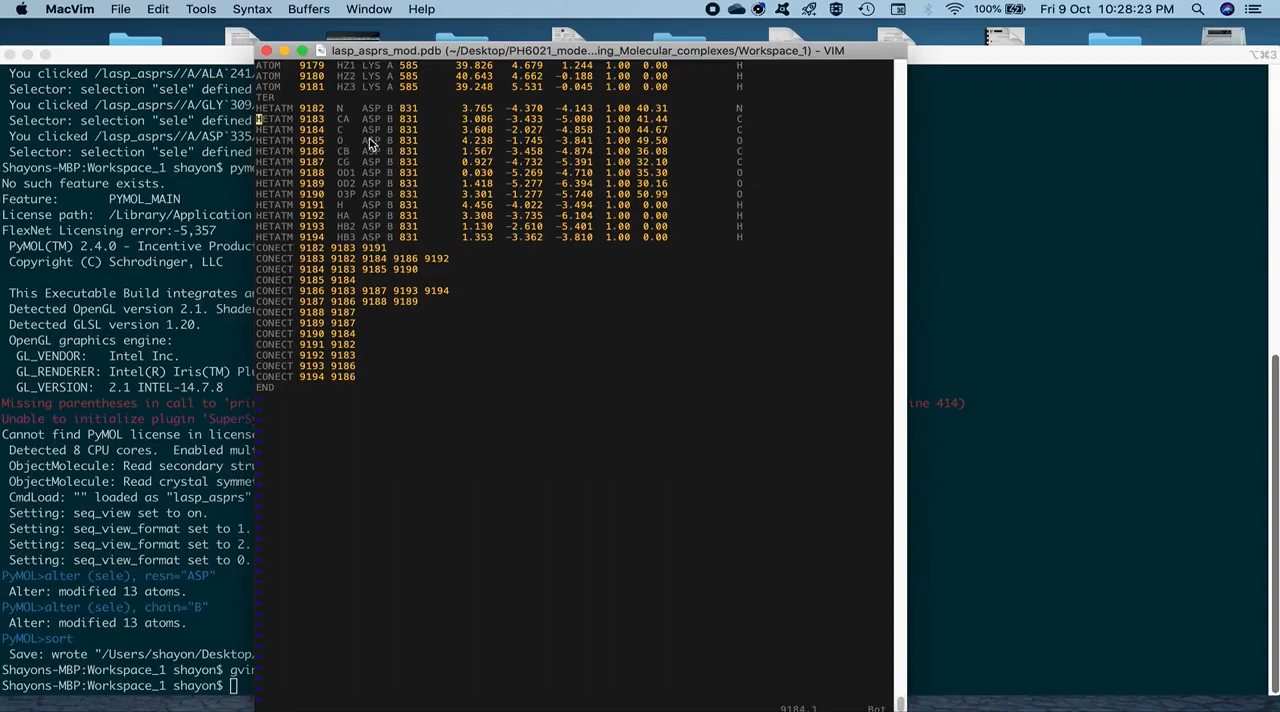 MacVim File Edit Tools Syntax Buffers Window Help 100% Fri 9 Oct 10:28:23 PM
lasp_asprs_mod.pdb (~/Desktop/PH6021_mode...ing_Molecular_complexes/Workspace_1) - VIM
⌥⌘3
You clicked /lasp_asprs//A/ALA`241/
Selector: selection "sele" defined
You clicked /lasp_asprs//A/GLY`309/
Selector: selection "sele" defined
You clicked /lasp_asprs//A/ASP`335/
Selector: selection "sele" defined
Shayons-MBP:Workspace_1 shayon$ pym
No such feature exists.
Feature: PYMOL_MAIN
License path: /Library/Application
FlexNet Licensing error:-5,357
PyMOL(TM) 2.4.0 - Incentive Produc
Copyright (C) Schrodinger, LLC
This Executable Build integrates a
Detected OpenGL version 2.1. Shade
Detected GLSL version 1.20.
OpenGL graphics engine:
GL_VENDOR: Intel Inc.
GL_RENDERER: Intel(R) Iris(TM) Pl
GL_VERSION: 2.1 INTEL-14.7.8
Missing parentheses in call to 'pri
ine 414)
Unable to initialize plugin 'SuperS
Cannot find PyMOL license in license
Detected 8 CPU cores. Enabled mul
ObjectMolecule: Read secondary stru
ObjectMolecule: Read crystal symme
CmdLoad: "" loaded as "lasp_asprs"
Setting: seq_view set to on.
Setting: seq_view_format set to 1.
Setting: seq_view_format set to 2.
Setting: seq_view_format set to 0.
PyMOL>alter (sele), resn="ASP"
Alter: modified 13 atoms.
PyMOL>alter (sele), chain="B"
Alter: modified 13 atoms.
PyMOL>sort
Save: wrote "/Users/shayon/Desktop/
Shayons-MBP:Workspace_1 shayon$ gvi
Shayons-MBP:Workspace_1 shayon$
ATOM 9179 HZ1 LYS A 585 39.826 4.679 1.244 1.00 0.00 H
ATOM 9180 HZ2 LYS A 585 40.643 4.662 -0.188 1.00 0.00 H
ATOM 9181 HZ3 LYS A 585 39.248 5.531 -0.045 1.00 0.00 H
TER
HETATM 9182 N ASP B 831 3.765 -4.370 -4.143 1.00 40.31 N
HETATM 9183 CA ASP B 831 3.086 -3.433 -5.080 1.00 41.44 C
HETATM 9184 C ASP B 831 3.608 -2.027 -4.858 1.00 44.67 C
HETATM 9185 O ASP B 831 4.238 -1.745 -3.841 1.00 49.50 O
HETATM 9186 CB ASP B 831 1.567 -3.458 -4.874 1.00 36.08 C
HETATM 9187 CG ASP B 831 0.927 -4.732 -5.391 1.00 32.10 C
HETATM 9188 OD1 ASP B 831 0.030 -5.269 -4.710 1.00 35.30 O
HETATM 9189 OD2 ASP B 831 1.418 -5.277 -6.394 1.00 30.16 O
HETATM 9190 O3P ASP B 831 3.301 -1.277 -5.740 1.00 50.99 O
HETATM 9191 H ASP B 831 4.456 -4.022 -3.494 1.00 0.00 H
HETATM 9192 HA ASP B 831 3.308 -3.735 -6.104 1.00 0.00 H
HETATM 9193 HB2 ASP B 831 1.130 -2.610 -5.401 1.00 0.00 H
HETATM 9194 HB3 ASP B 831 1.353 -3.362 -3.810 1.00 0.00 H
CONECT 9182 9183 9191
CONECT 9183 9182 9184 9186 9192
CONECT 9184 9183 9185 9190
CONECT 9185 9184
CONECT 9186 9183 9187 9193 9194
CONECT 9187 9186 9188 9189
CONECT 9188 9187
CONECT 9189 9187
CONECT 9190 9184
CONECT 9191 9182
CONECT 9192 9183
CONECT 9193 9186
CONECT 9194 9186
END
9184,1 Bot